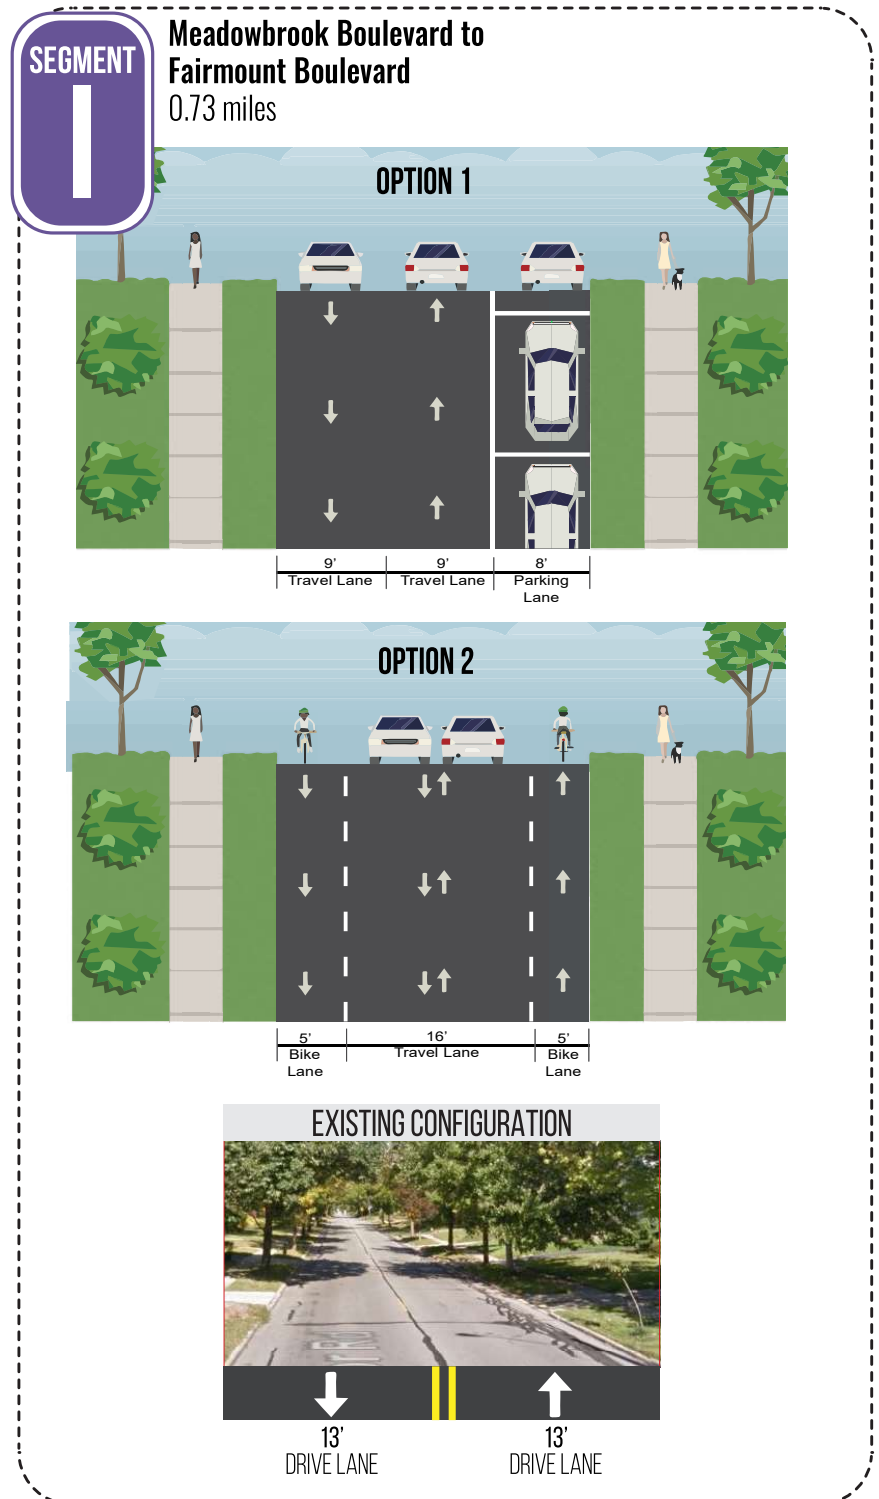 SEGMENT
I
Meadowbrook Boulevard to
Fairmount Boulevard
0.73 miles
OPTION 1
9’ 9’ 8’
Travel Lane Travel Lane Parking
Lane
OPTION 2
5’ 16’ 5’
Bike Travel Lane Bike
Lane Lane
EXISTING CONFIGURATION
r Rd
13’ 13’
DRIVE LANE DRIVE LANE